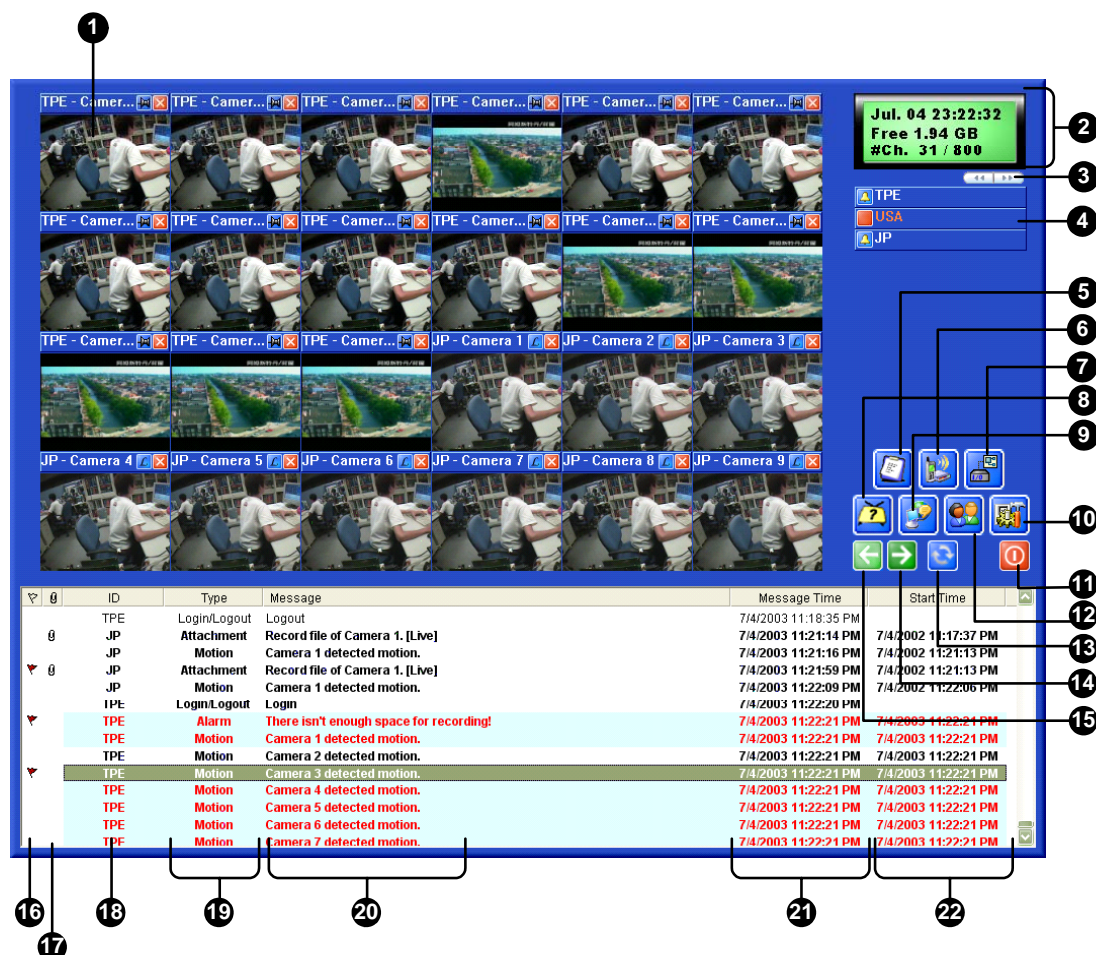 1
TPE - Camer... TPE - Camer... TPE - Camer... TPE - Camer... TPE - Camer... TPE - Camer...
Jul. 04 23:22:32
Free 1.94 GB
#Ch. 31 / 800
2
3
TPE
USA
JP
4
TPE - Camer... TPE - Camer... TPE - Camer... TPE - Camer... TPE - Camer... TPE - Camer...
5
6
7
8
9
TPE - Camer... TPE - Camer... TPE - Camer... JP - Camera 1 JP - Camera 2 JP - Camera 3
JP - Camera 4 JP - Camera 5 JP - Camera 6 JP - Camera 7 JP - Camera 8 JP - Camera 9
?
I/O
10
11
12
13
14
15
ID Type Message Message Time Start Time
TPE Login/Logout Logout 7/4/2003 11:18:35 PM
JP Attachment Record file of Camera 1. [Live] 7/4/2003 11:21:14 PM 7/4/2002 11:17:37 PM
JP Motion Camera 1 detected motion. 7/4/2003 11:21:16 PM 7/4/2002 11:21:13 PM
JP Attachment Record file of Camera 1. [Live] 7/4/2003 11:21:59 PM 7/4/2002 11:21:13 PM
JP Motion Camera 1 detected motion. 7/4/2003 11:22:09 PM 7/4/2002 11:22:06 PM
TPE Login/Logout Login 7/4/2003 11:22:20 PM
TPE Alarm There isn't enough space for recording! 7/4/2003 11:22:21 PM 7/4/2003 11:22:21 PM
TPE Motion Camera 1 detected motion. 7/4/2003 11:22:21 PM 7/4/2003 11:22:21 PM
TPE Motion Camera 2 detected motion. 7/4/2003 11:22:21 PM 7/4/2003 11:22:21 PM
TPE Motion Camera 3 detected motion. 7/4/2003 11:22:21 PM 7/4/2003 11:22:21 PM
TPE Motion Camera 4 detected motion. 7/4/2003 11:22:21 PM 7/4/2003 11:22:21 PM
TPE Motion Camera 5 detected motion. 7/4/2003 11:22:21 PM 7/4/2003 11:22:21 PM
TPE Motion Camera 6 detected motion. 7/4/2003 11:22:21 PM 7/4/2003 11:22:21 PM
TPE Motion Camera 7 detected motion. 7/4/2003 11:22:21 PM 7/4/2003 11:22:21 PM
16
17
18
19
20
21
22